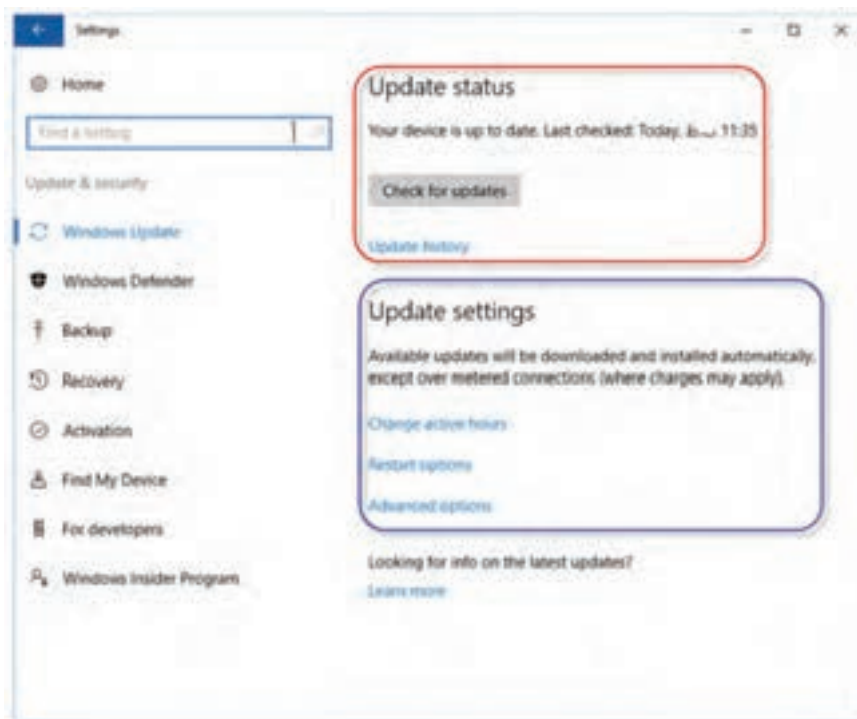 Settings
Home
Find a setting
Update & security
Windows Update
Windows Defender
Backup
Recovery
Activation
Find My Device
For developers
Windows Insider Program
Update status
Your device is up to date. Last checked: Today, 11:35
Check for updates
Update history
Update settings
Available updates will be downloaded and installed automatically,
except over metered connections (where charges may apply).
Change active hours
Restart options
Advanced options
Looking for info on the latest updates?
Learn more